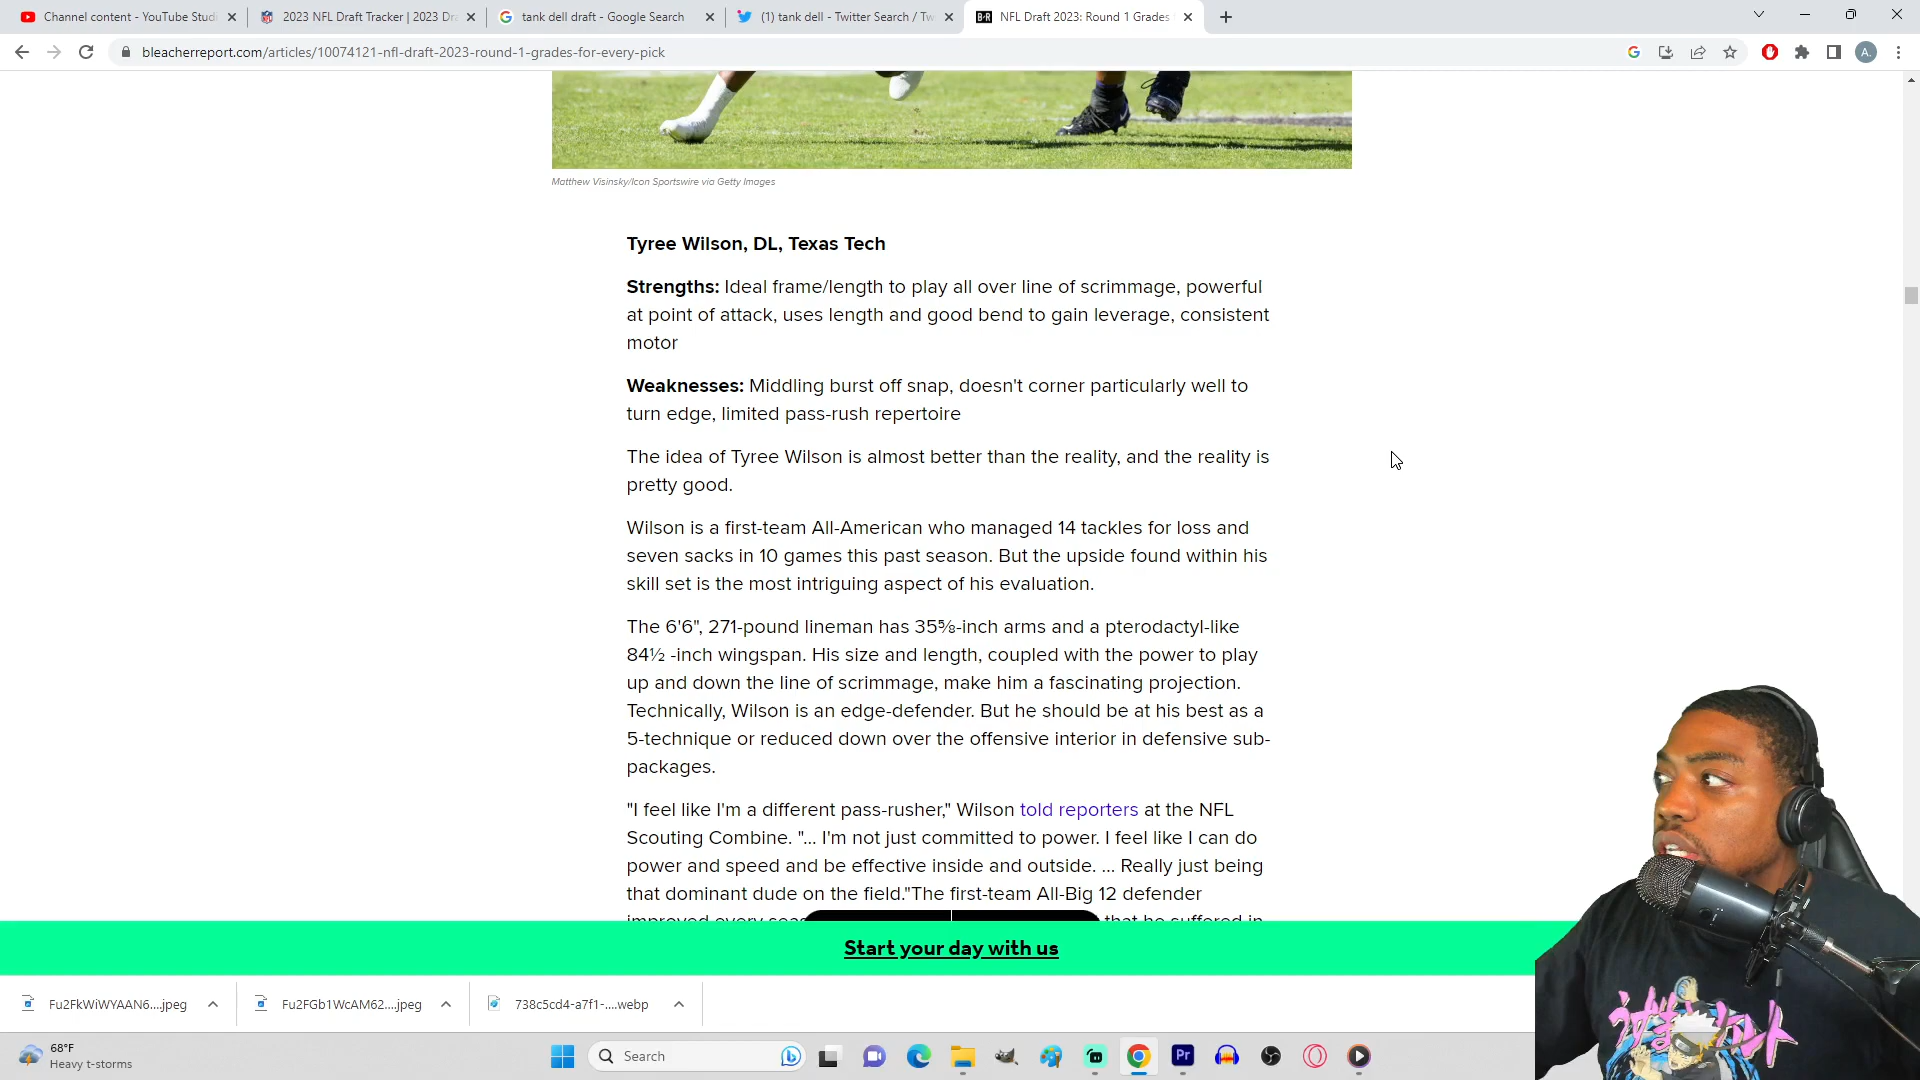 Channel content - YouTube Stud
2023 NFL Draft Tracker | 2023 Dr
tank dell draft - Google Search
(1) tank dell - Twitter Search / Tw
B/R NFL Draft 2023: Round 1 Grades
bleacherreport.com/articles/10074121-nfl-draft-2023-round-1-grades-for-every-pick
A.
Matthew Visinsky/Icon Sportswire via Getty Images
Tyree Wilson, DL, Texas Tech
Strengths: Ideal frame/length to play all over line of scrimmage, powerful
at point of attack, uses length and good bend to gain leverage, consistent
motor
Weaknesses: Middling burst off snap, doesn't corner particularly well to
turn edge, limited pass-rush repertoire
The idea of Tyree Wilson is almost better than the reality, and the reality is
pretty good.
Wilson is a first-team All-American who managed 14 tackles for loss and
seven sacks in 10 games this past season. But the upside found within his
skill set is the most intriguing aspect of his evaluation.
The 6'6", 271-pound lineman has 35⅝-inch arms and a pterodactyl-like
84½ -inch wingspan. His size and length, coupled with the power to play
up and down the line of scrimmage, make him a fascinating projection.
Technically, Wilson is an edge-defender. But he should be at his best as a
5-technique or reduced down over the offensive interior in defensive sub-
packages.
"I feel like I'm a different pass-rusher," Wilson told reporters at the NFL
Scouting Combine. "... I'm not just committed to power. I feel like I can do
power and speed and be effective inside and outside. ... Really just being
that dominant dude on the field."The first-team All-Big 12 defender
improved every seas that he suffered in
Start your day with us
Fu2FkWiWYAAN6....jpeg
Fu2FGb1WcAM62....jpeg
738c5cd4-a7f1-....webp
68°F
Heavy t-storms
Search
Pr